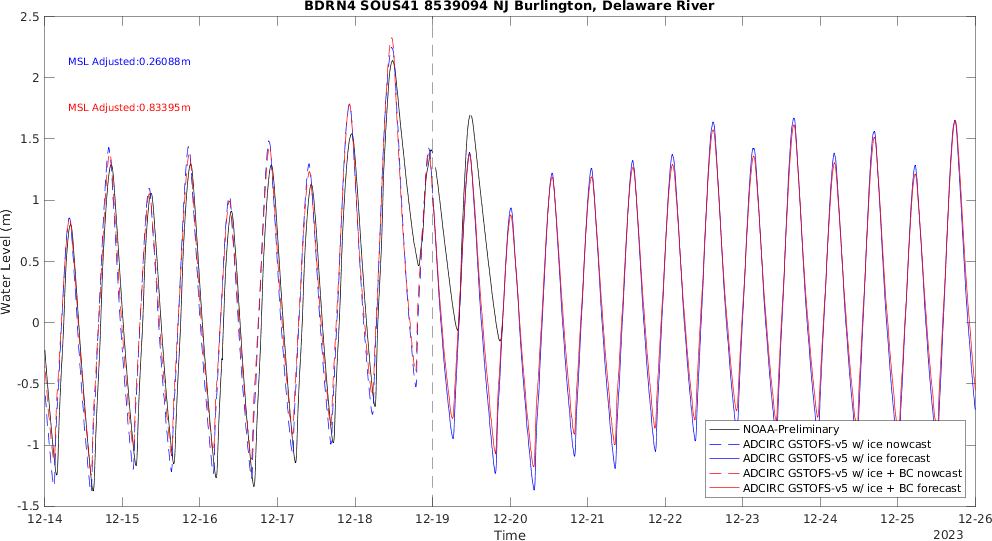 BDRN4 SOUS41 8539094 NJ Burlington, Delaware River
2.5
2
1.5
1
0.5
0
-0.5
-1
-1.5
Water Level (m)
MSL Adjusted:0.26088m
MSL Adjusted:0.83395m
NOAA-Preliminary
ADCIRC GSTOFS-v5 w/ ice nowcast
ADCIRC GSTOFS-v5 w/ ice forecast
ADCIRC GSTOFS-v5 w/ ice + BC nowcast
ADCIRC GSTOFS-v5 w/ ice + BC forecast
12-14 12-15 12-16 12-17 12-18 12-19 12-20 12-21 12-22 12-23 12-24 12-25 12-26
Time
2023